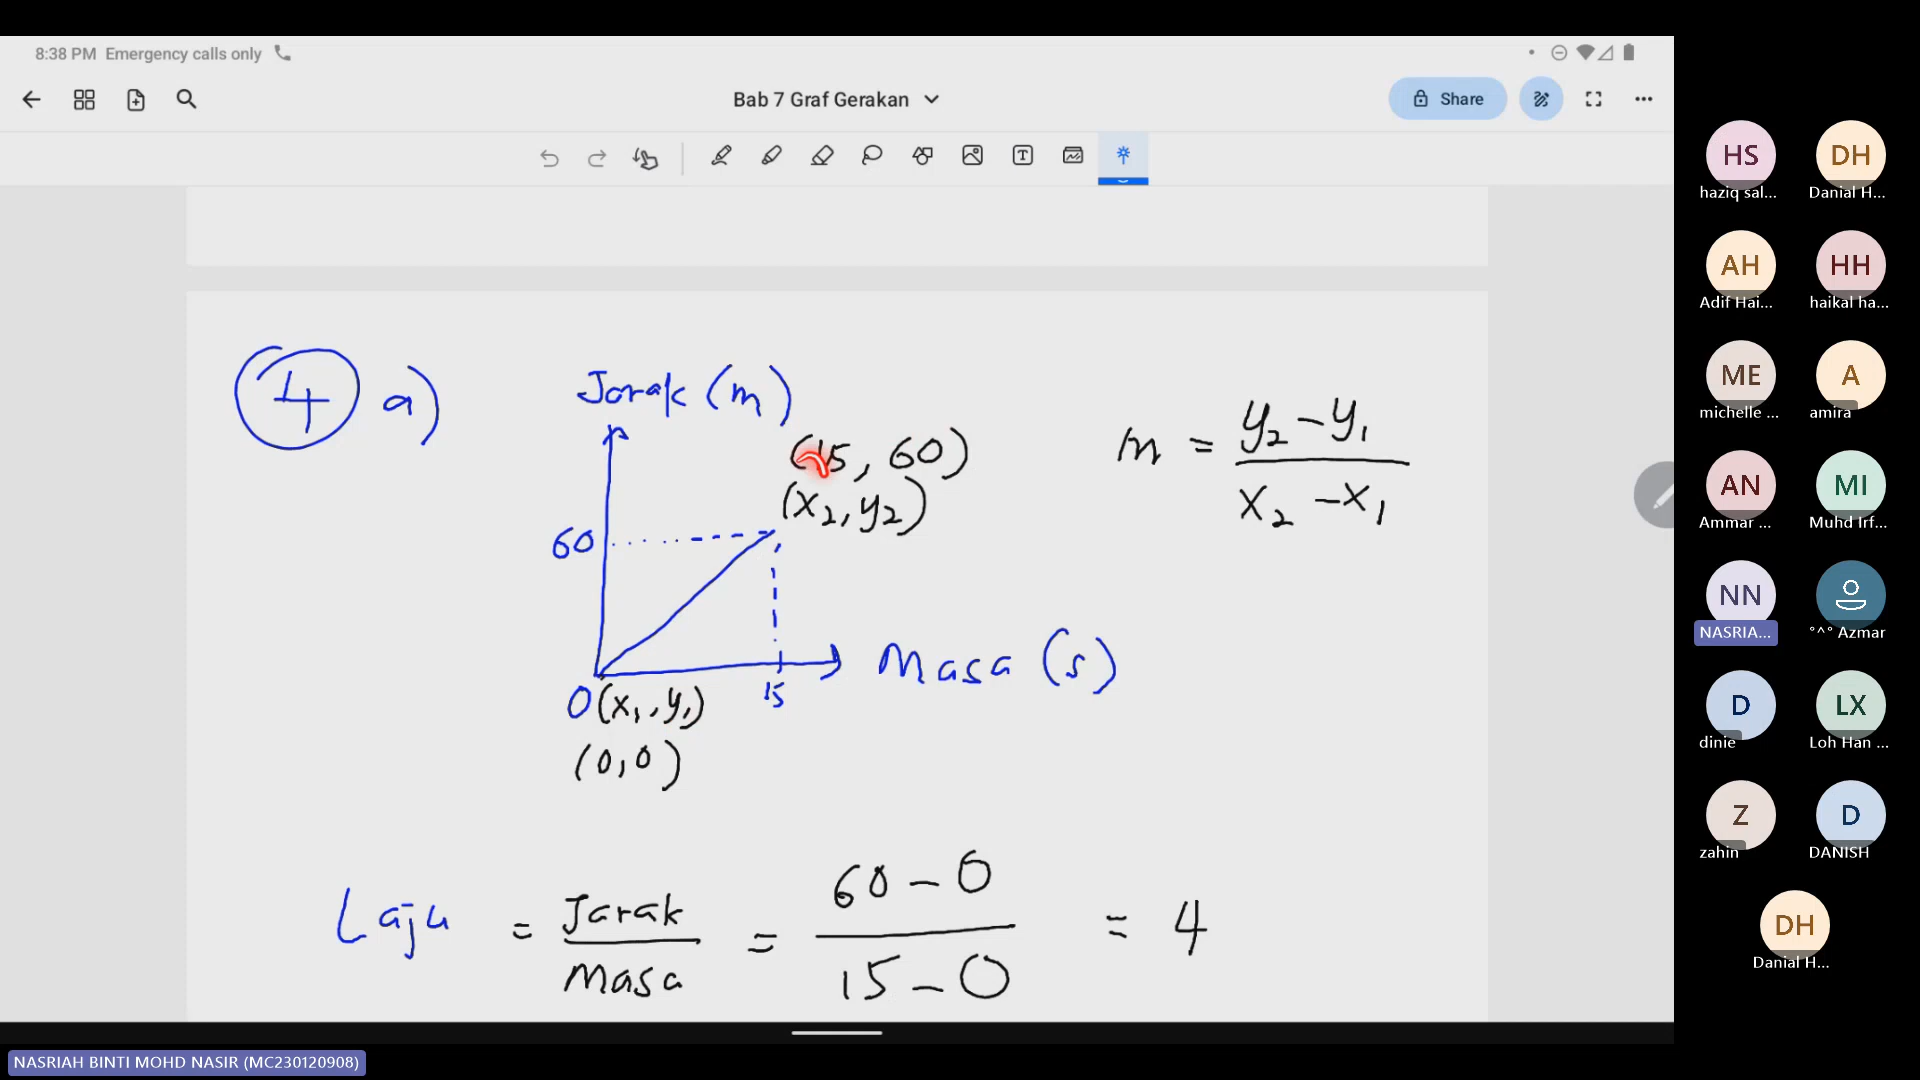 8:38 PM Emergency calls only
Bab 7 Graf Gerakan
Share
4 a)
Jarak (m)
(15, 60)
(x₂, y₂)
m = y₂ - y₁ / x₂ - x₁
60
Masa (s)
15
0 (x₁, y₁)
(0, 0)
Laju = Jarak / Masa = 60 - 0 / 15 - 0 = 4
HS
haziq sal...
DH
Danial H...
AH
Adif Hai...
HH
haikal ha...
ME
michelle ...
A
amira
AN
Ammar ...
MI
Muhd Irf...
NN
NASRIA...
°^° Azmar
D
dinie
LX
Loh Han ...
Z
zahin
D
DANISH
DH
Danial H...
NASRIAH BINTI MOHD NASIR (MC230120908)